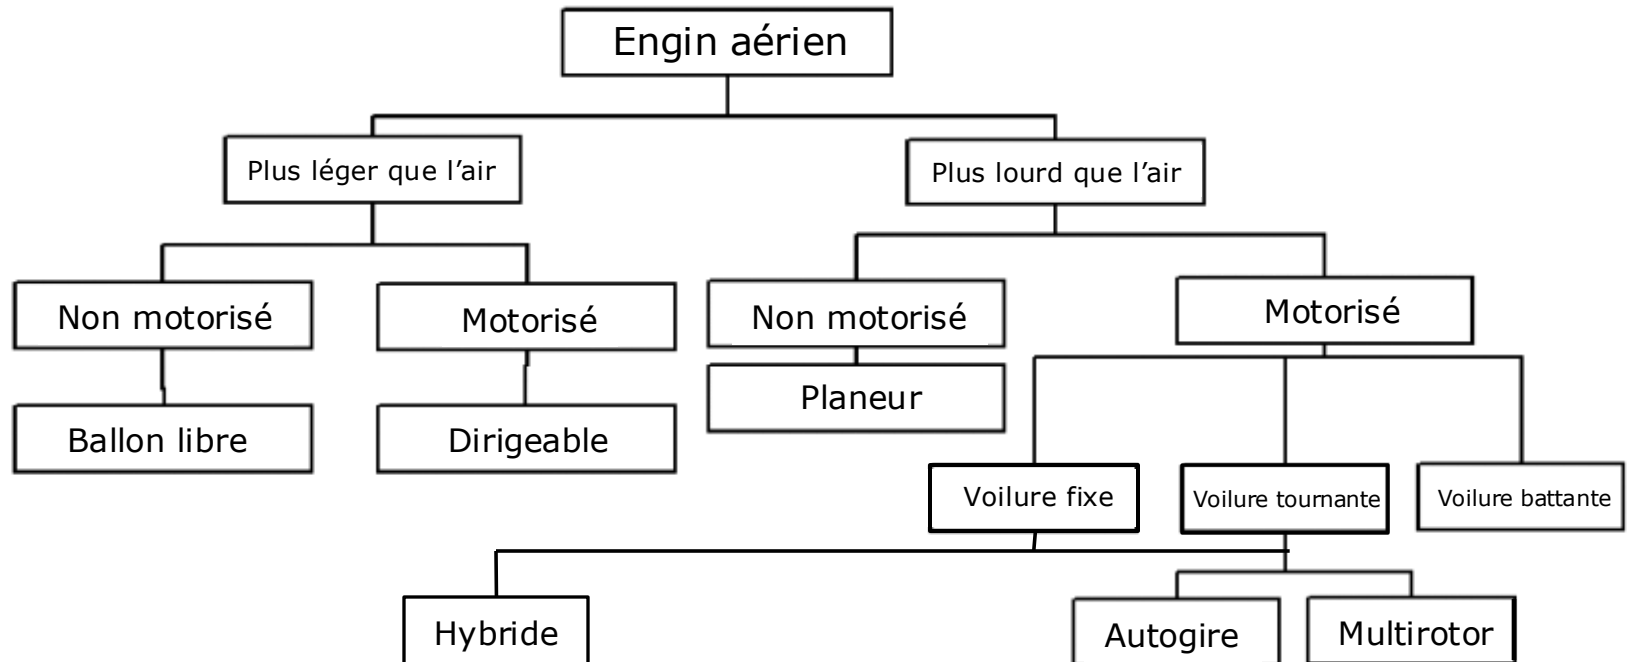 Engin aérien
Plus léger que l’air
Plus lourd que l’air
Non motorisé
Motorisé
Non motorisé
Motorisé
Planeur
Ballon libre
Dirigeable
Voilure fixe
Voilure tournante
Voilure battante
Hybride
Autogire
Multirotor